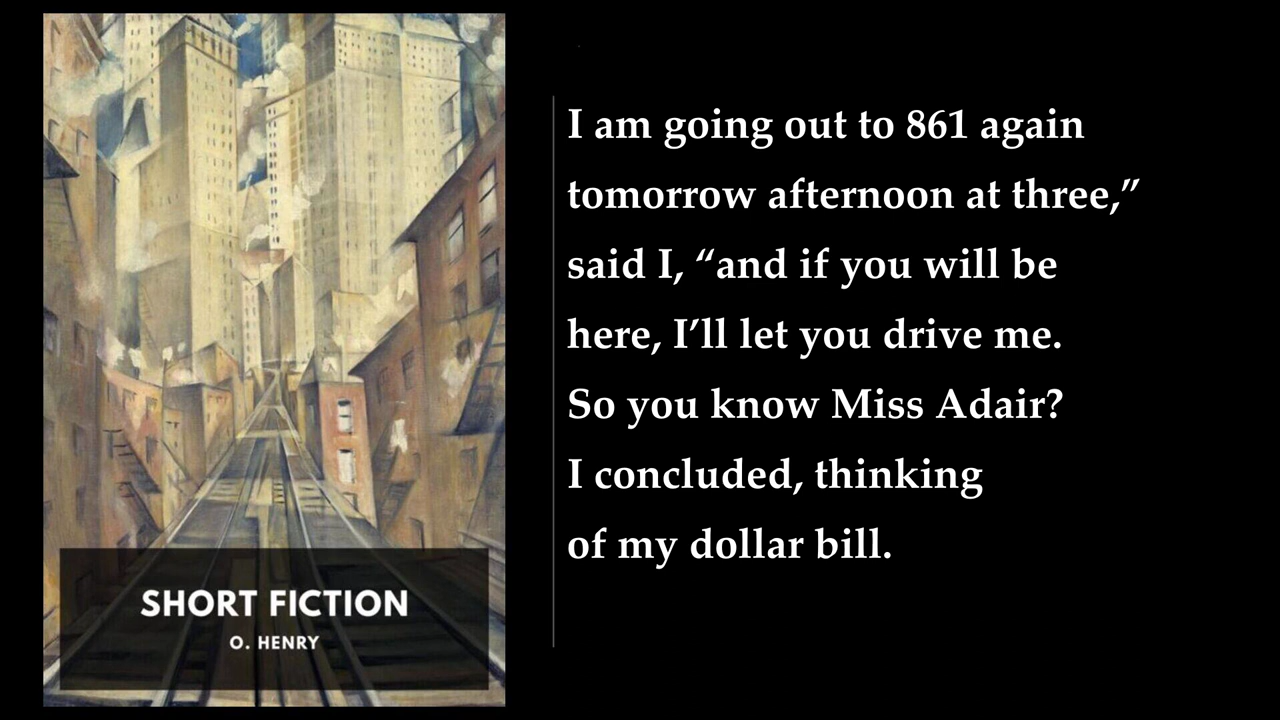 I am going out to 861 again
tomorrow afternoon at three,”
said I, “and if you will be
here, I’ll let you drive me.
So you know Miss Adair?
I concluded, thinking
of my dollar bill.
SHORT FICTION
O. HENRY